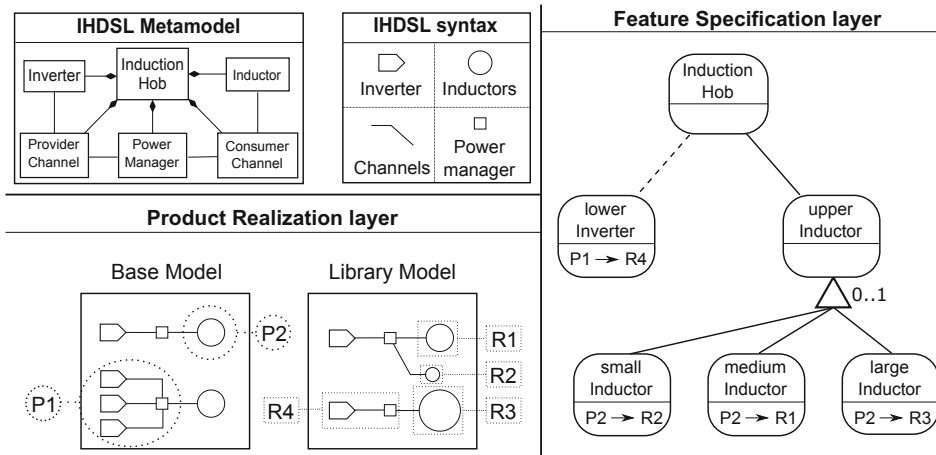 IHDSL Metamodel
Inverter
Induction
Hob
Inductor
Provider
Channel
Power
Manager
Consumer
Channel
IHDSL syntax
Inverter
Inductors
Channels
Power
manager
Product Realization layer
Base Model
Library Model
P2
P1
R1
R2
R4
R3
Feature Specification layer
Induction
Hob
lower
Inverter
P1 → R4
upper
Inductor
0..1
small
Inductor
P2 → R2
medium
Inductor
P2 → R1
large
Inductor
P2 → R3